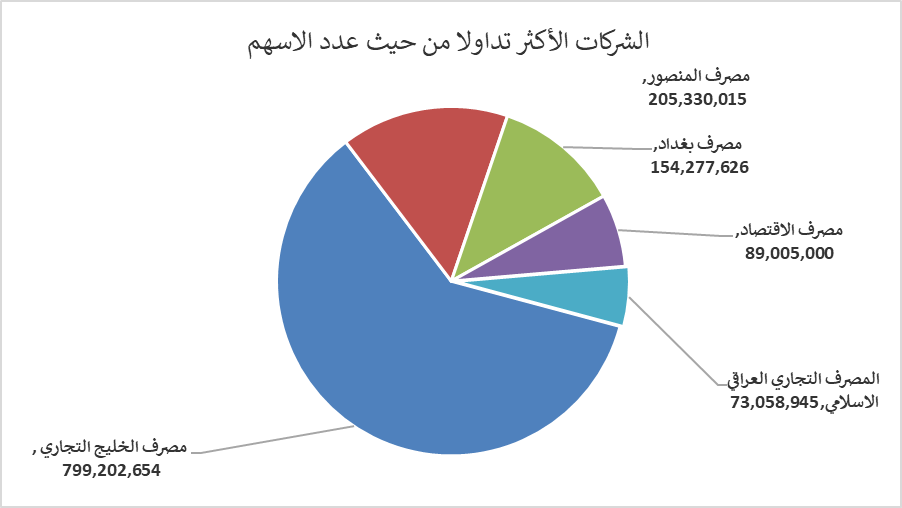 الشركات الأكثر تداولا من حيث عدد الاسهم
مصرف المنصور,
205,330,015
مصرف بغداد,
154,277,626
مصرف الاقتصاد,
89,005,000
المصرف التجاري العراقي
الاسلامي,73,058,945
مصرف الخليج التجاري ,
799,202,654